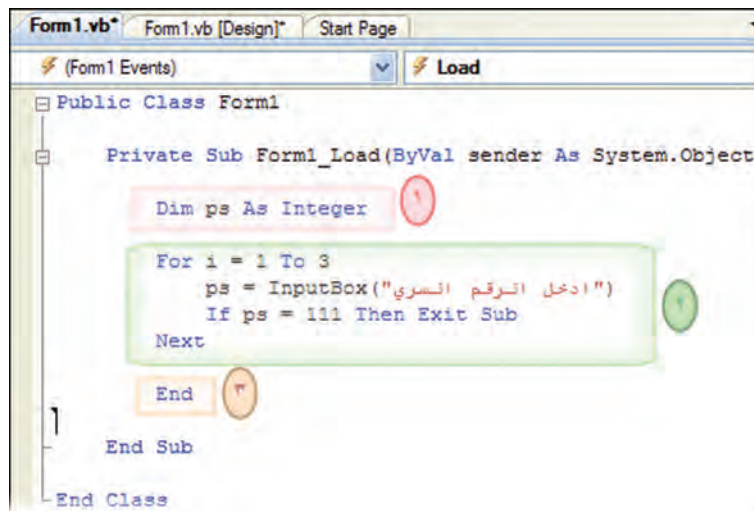 Form1.vb* Form1.vb [Design]* Start Page
(Form1 Events) Load
Public Class Form1
Private Sub Form1_Load(ByVal sender As System.Object
Dim ps As Integer
١
For i = 1 To 3
ps = InputBox("ادخل الرقم السري")
If ps = 111 Then Exit Sub
Next
٢
End
٣
End Sub
End Class